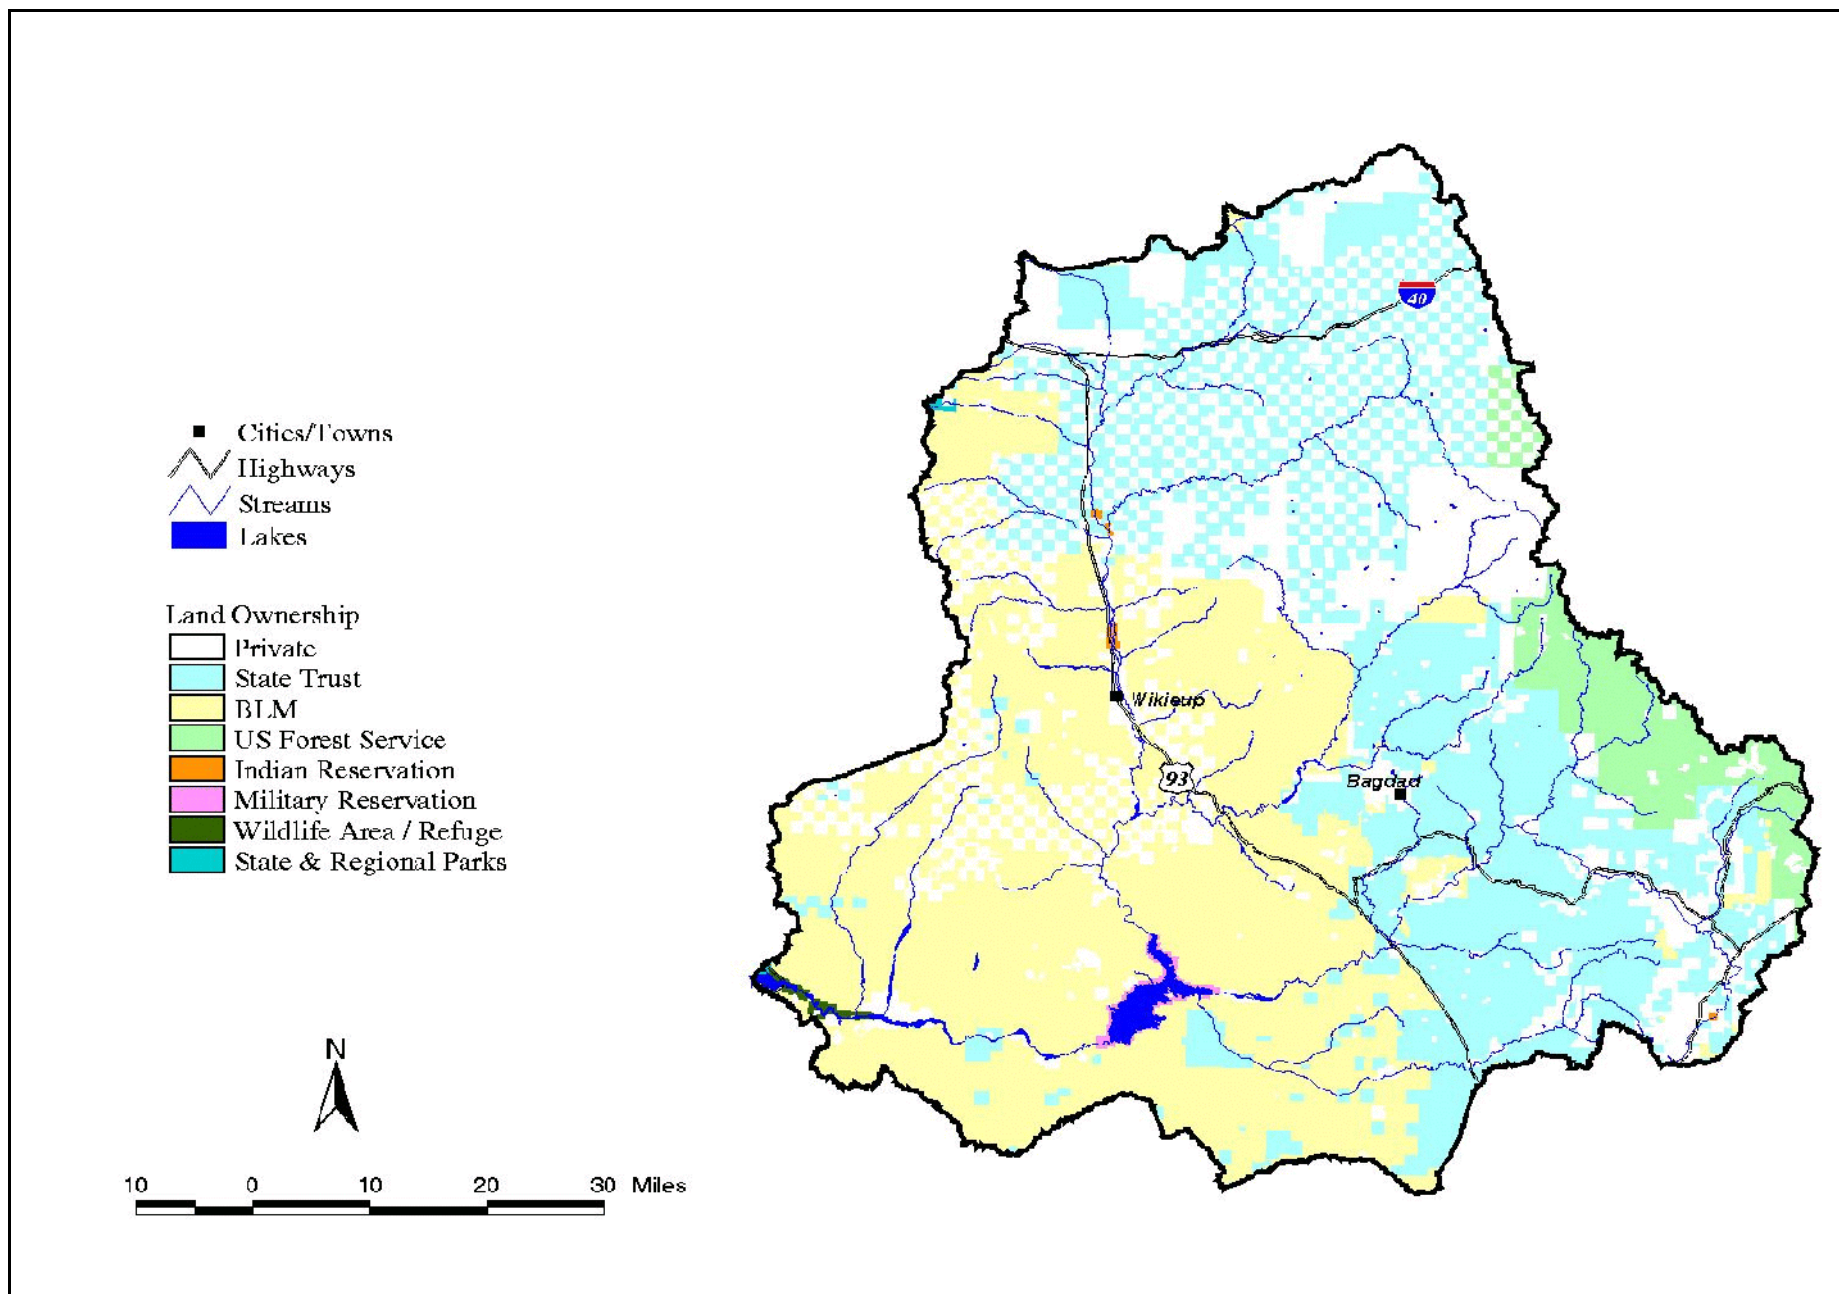 40
Cities/Towns
Highways
Streams
Lakes
Land Ownership
Private
State Trust
BLM
US Forest Service
Indian Reservation
Military Reservation
Wildlife Area / Refuge
State & Regional Parks
Wikieup
93
Bagdad
N
10 0 10 20 30 Miles